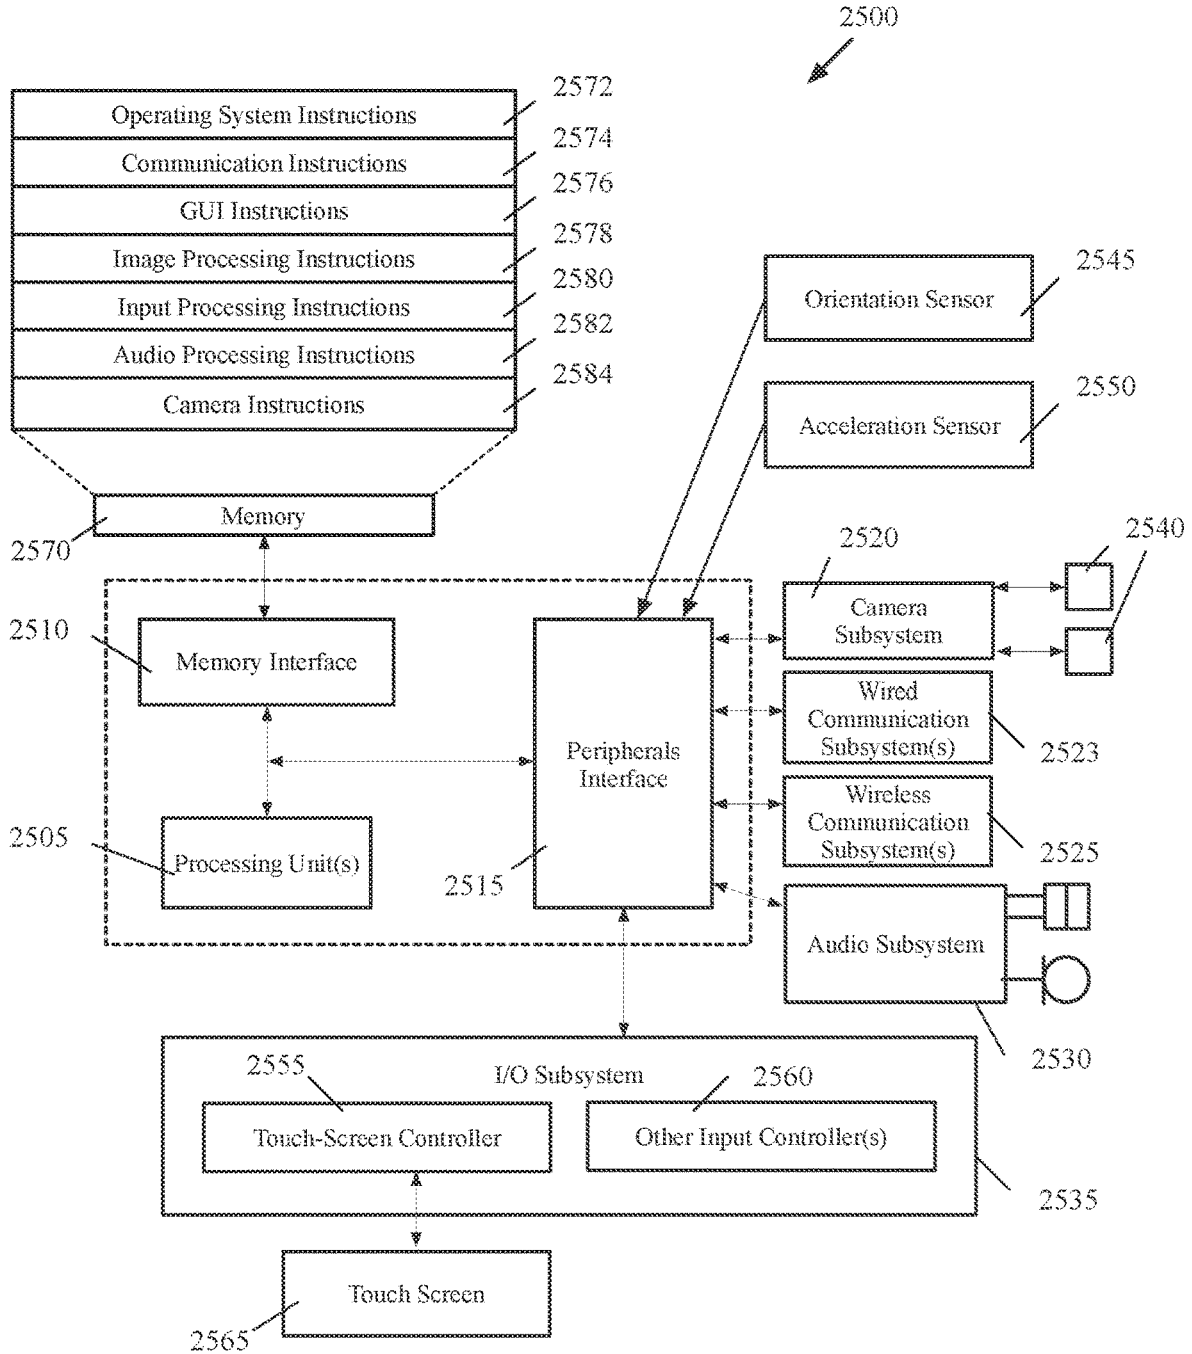 2500
2572
Operating System Instructions
2574
Communication Instructions
2576
GUI Instructions
2578
Image Processing Instructions
2580
Input Processing Instructions
2582
Audio Processing Instructions
2584
Camera Instructions
2545
Orientation Sensor
2550
Acceleration Sensor
Memory
2570
2520
2540
Camera
Subsystem
2510
Memory Interface
Wired
Communication
Subsystem(s)
2523
Peripherals
Interface
Wireless
Communication
Subsystem(s)
2525
2505
Processing Unit(s)
2515
Audio Subsystem
2530
2555
I/O Subsystem
2560
Touch-Screen Controller
Other Input Controller(s)
2535
Touch Screen
2565